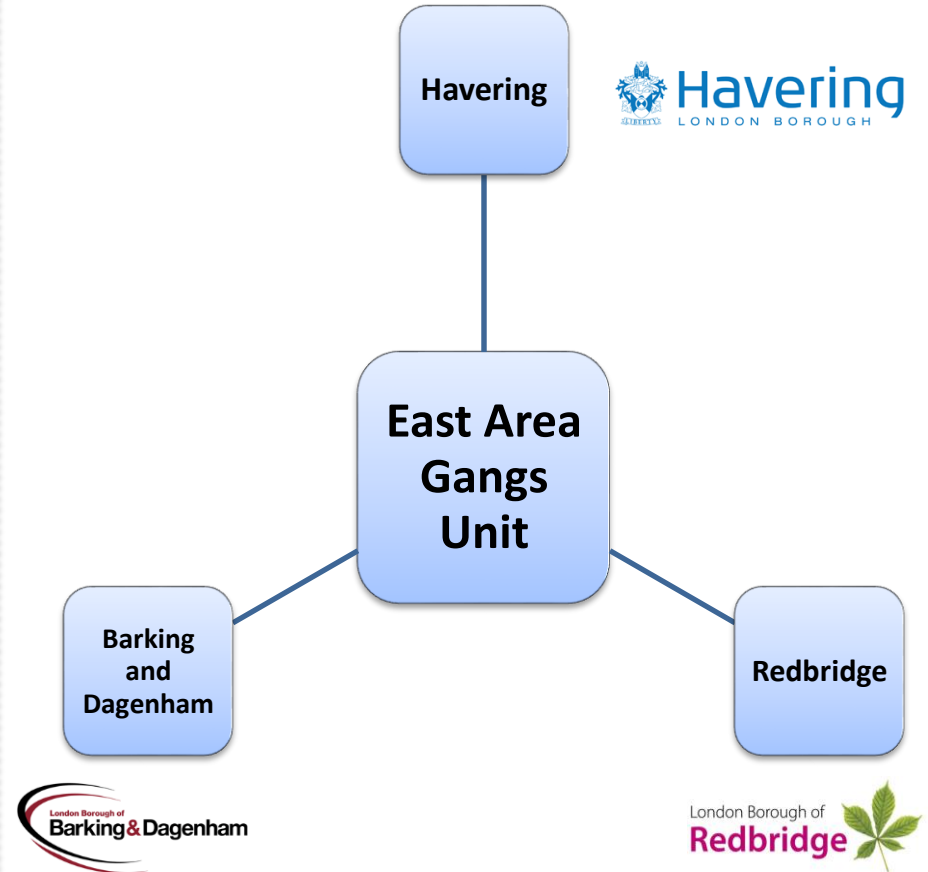 Havering
Havering
LONDON BOROUGH
East Area
Gangs
Unit
Barking
and
Dagenham
Redbridge
London Borough of
Barking&Dagenham
London Borough of
Redbridge